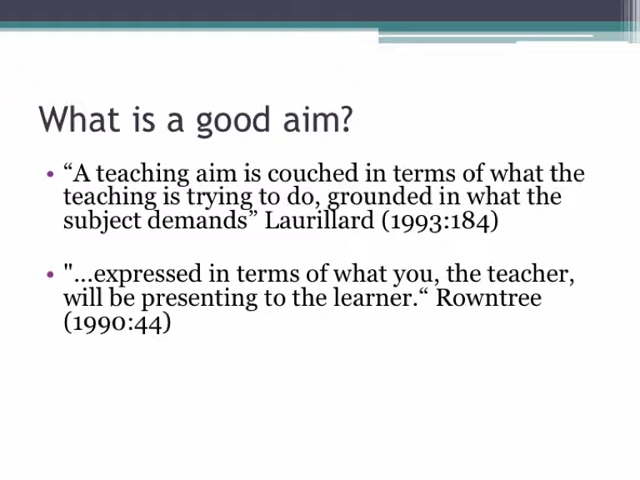 What is a good aim?
• “A teaching aim is couched in terms of what the
teaching is trying to do, grounded in what the
subject demands” Laurillard (1993:184)
• "...expressed in terms of what you, the teacher,
will be presenting to the learner.“ Rowntree
(1990:44)